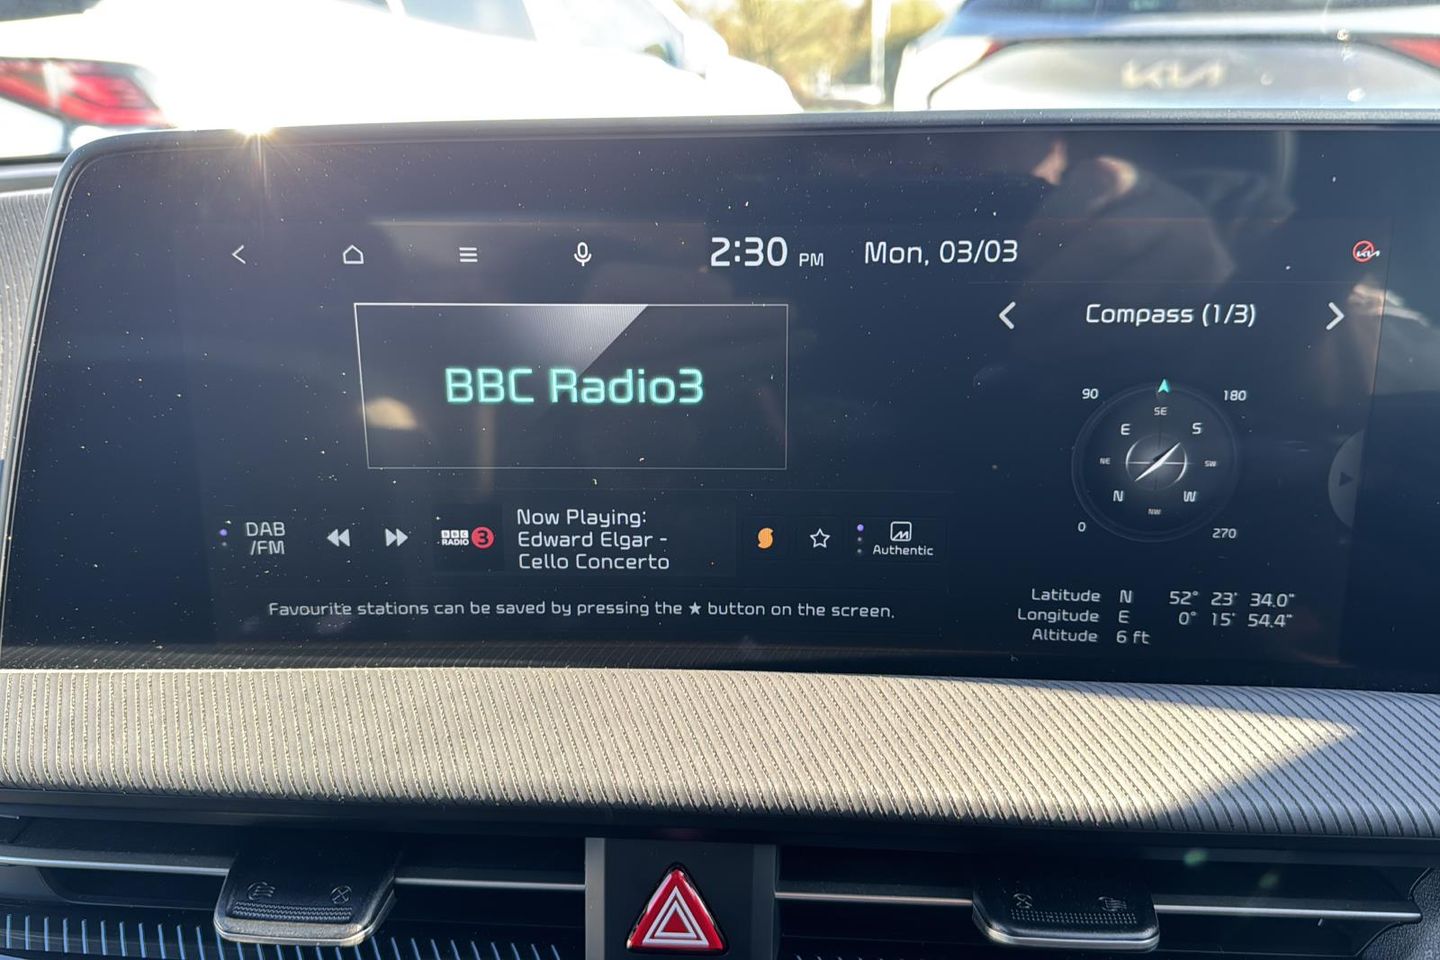 KIA
2:30 PM Mon, 03/03
Compass (1/3)
BBC Radio3
90 180
SE
E S
NE SW
N W
NW
0 270
DAB
/FM
BBC
RADIO 3
Now Playing:
Edward Elgar -
Cello Concerto
Authentic
Favourite stations can be saved by pressing the ★ button on the screen.
Latitude N 52° 23' 34.0"
Longitude E 0° 15' 54.4"
Altitude 6 ft